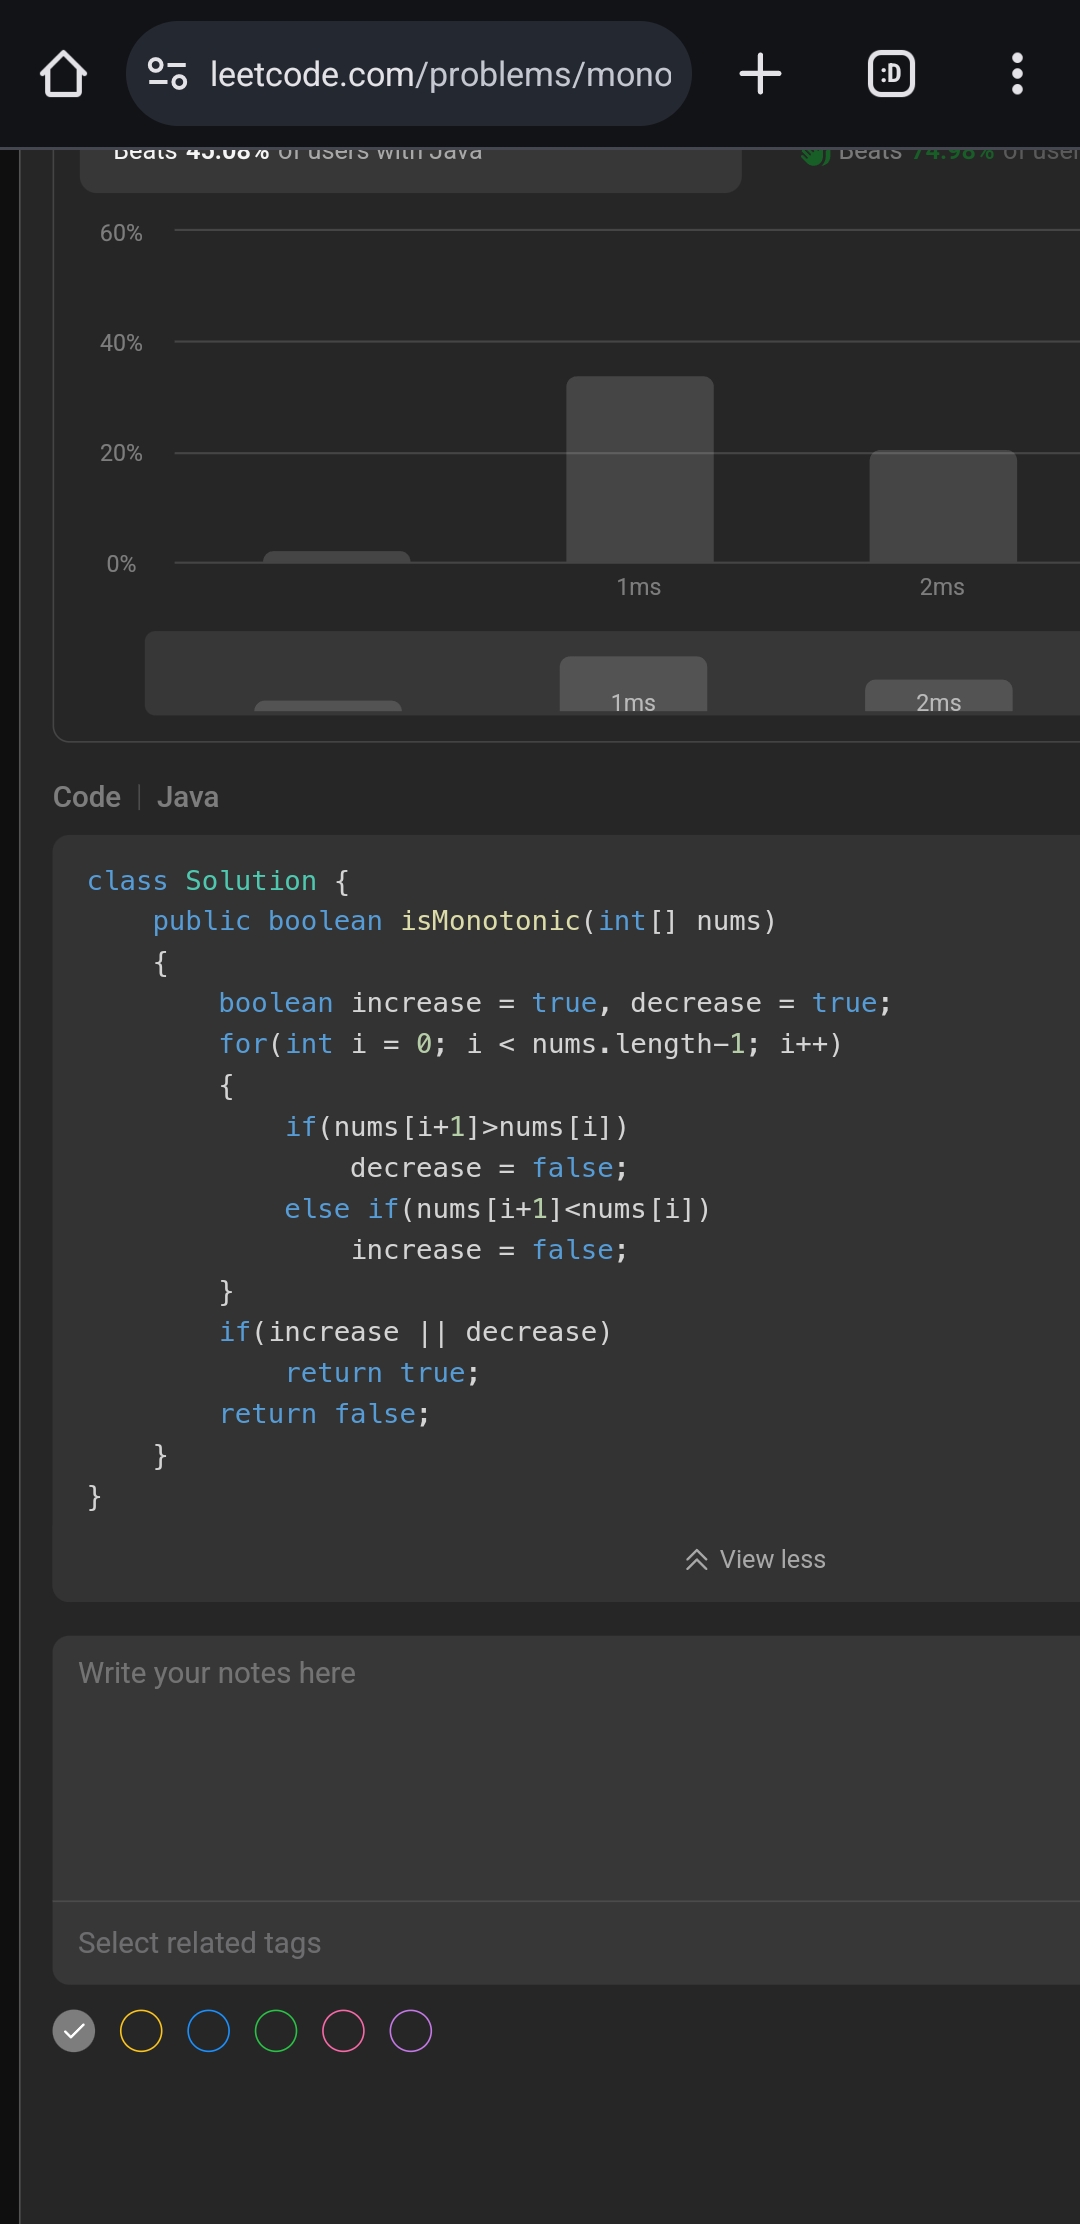 leetcode.com/problems/mono
:D
Beats 45.08% of users with Java
Beats 74.98% of user
60%
40%
20%
0%
1ms
2ms
1ms
2ms
Code | Java
class Solution {
    public boolean isMonotonic(int[] nums)
    {
        boolean increase = true, decrease = true;
        for(int i = 0; i < nums.length-1; i++)
        {
            if(nums[i+1]>nums[i])
                decrease = false;
            else if(nums[i+1]<nums[i])
                increase = false;
        }
        if(increase || decrease)
            return true;
        return false;
    }
}
View less
Write your notes here
Select related tags